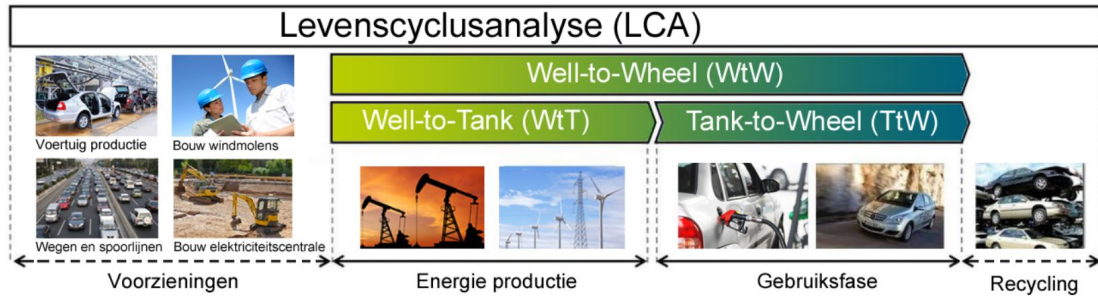 Levenscyclusanalyse (LCA)
Well-to-Wheel (WtW)
Well-to-Tank (WtT)
Tank-to-Wheel (TtW)
Voertuig productie
Bouw windmolens
Wegen en spoorlijnen
Bouw elektriciteitscentrale
Voorzieningen
Energie productie
Gebruiksfase
Recycling